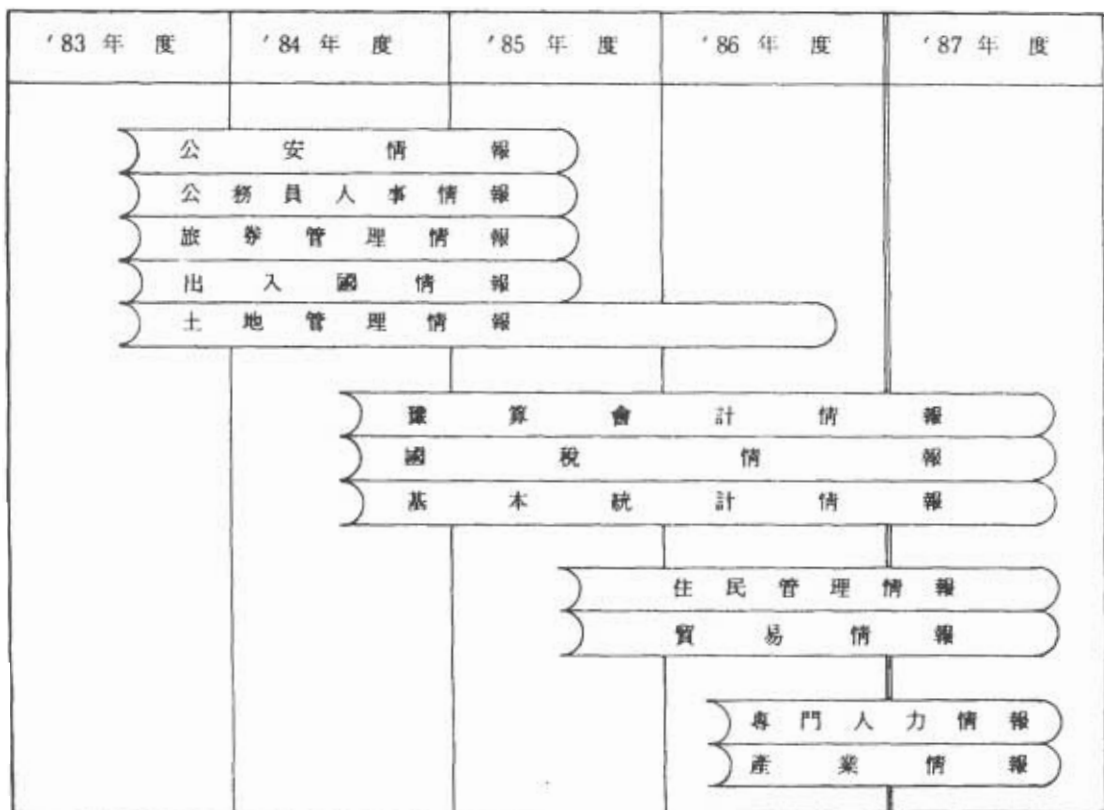 '83 年 度 '84 年 度 '85 年 度 '86 年 度 '87 年 度
公 安 情 報
公 務 員 人 事 情 報
旅 券 管 理 情 報
出 入 國 情 報
土 地 管 理 情 報
豫 算 會 計 情 報
國 稅 情 報
基 本 統 計 情 報
住 民 管 理 情 報
貿 易 情 報
專 門 人 力 情 報
產 業 情 報